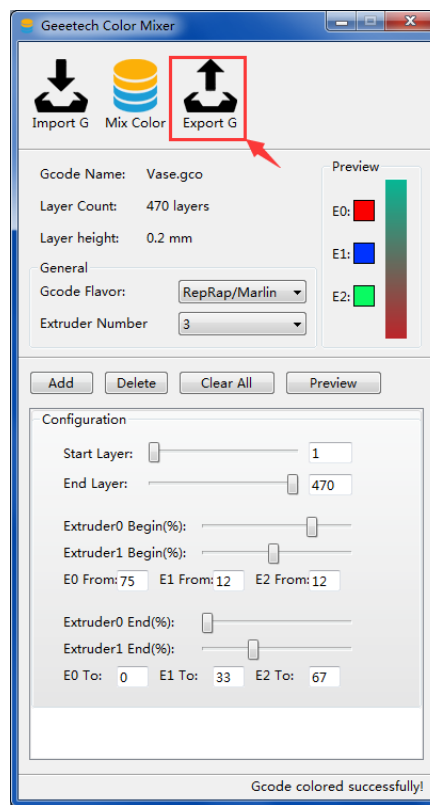 Geeetech Color Mixer
Import G Mix Color Export G
Gcode Name: Vase.gco
Layer Count: 470 layers
Layer height: 0.2 mm
General
Gcode Flavor: RepRap/Marlin
Extruder Number 3
Preview
E0:
E1:
E2:
Add Delete Clear All Preview
Configuration
Start Layer: 1
End Layer: 470
Extruder0 Begin(%):
Extruder1 Begin(%):
E0 From: 75 E1 From: 12 E2 From: 12
Extruder0 End(%):
Extruder1 End(%):
E0 To: 0 E1 To: 33 E2 To: 67
Gcode colored successfully!